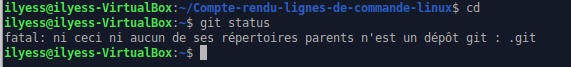 ilyess@ilyess-VirtualBox:~/Compte-rendu-lignes-de-commande-linux$ cd
ilyess@ilyess-VirtualBox:~$ git status
fatal: ni ceci ni aucun de ses répertoires parents n'est un dépôt git : .git
ilyess@ilyess-VirtualBox:~$